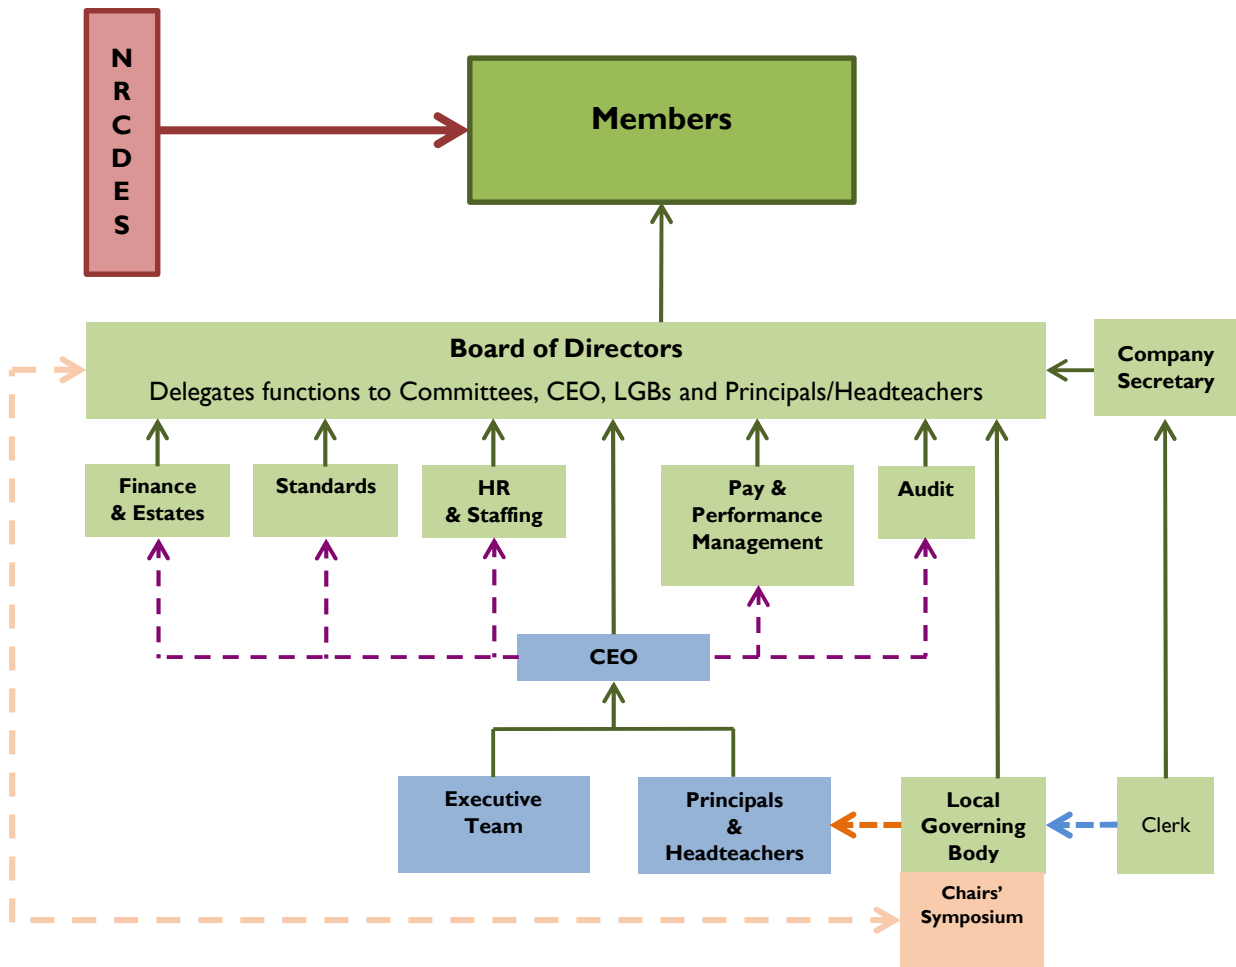 N
R
C
D
E
S
Members
Board of Directors
Delegates functions to Committees, CEO, LGBs and Principals/Headteachers
Company
Secretary
Finance
& Estates
Standards
HR
& Staffing
Pay &
Performance
Management
Audit
CEO
Executive
Team
Principals
&
Headteachers
Local
Governing
Body
Clerk
Chairs’
Symposium